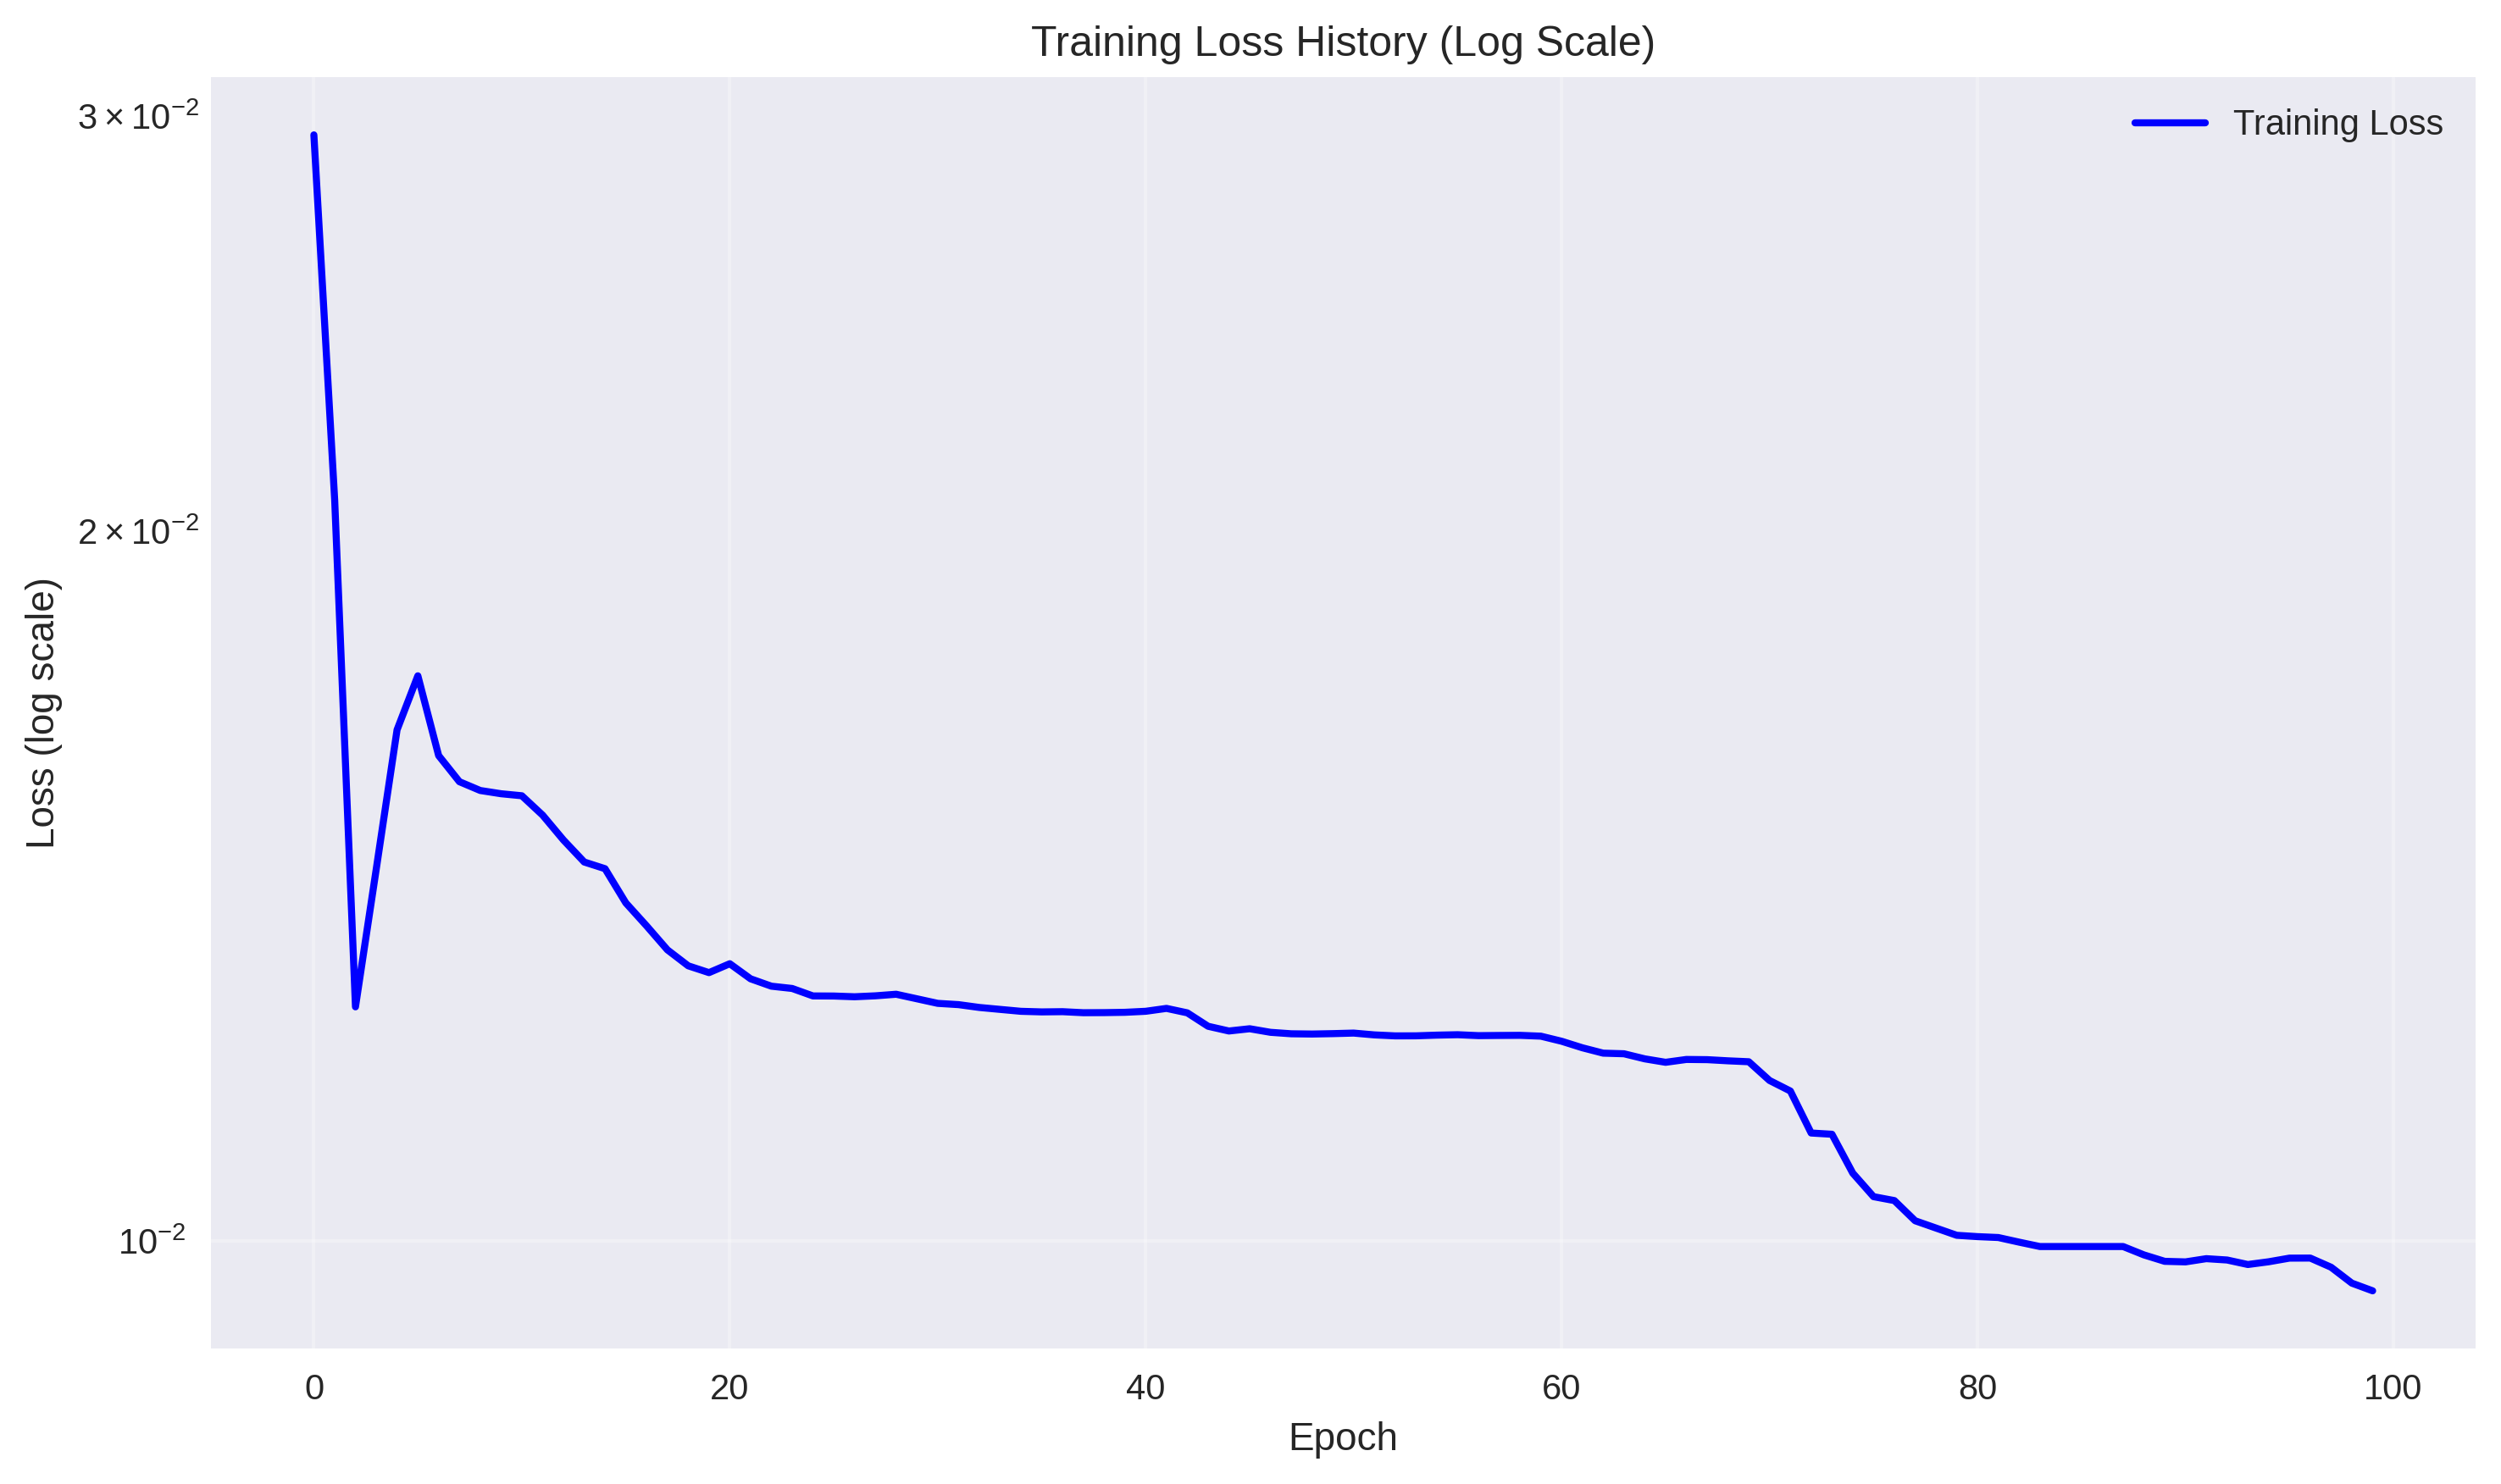 Training Loss History (Log Scale)
3 × 10⁻²
Training Loss
2 × 10⁻²
Loss (log scale)
10⁻²
0 20 40 60 80 100
Epoch